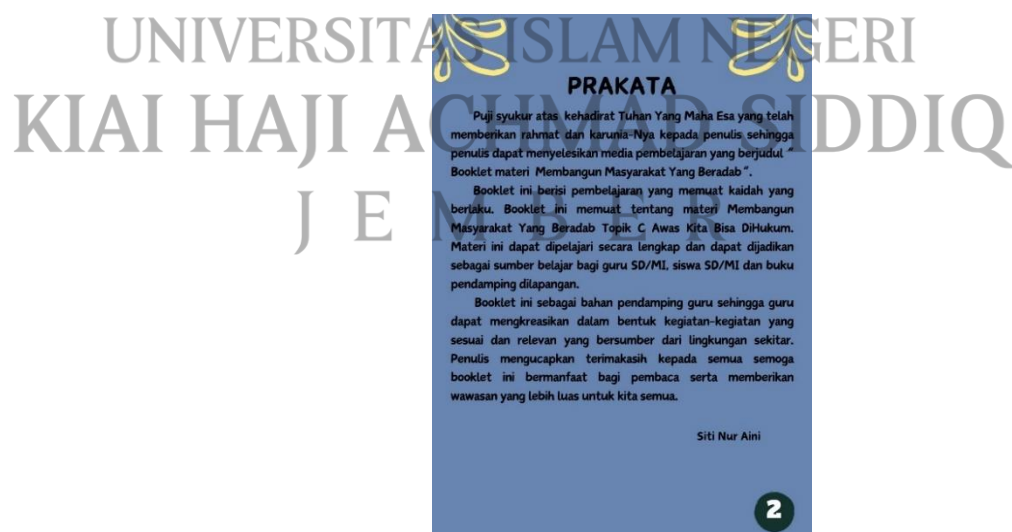 UNIVERSITAS ISLAM NEGERI
KIAI HAJI ACHMAD SIDDIQ
JEMBER
PRAKATA
Puji syukur atas kehadirat Tuhan Yang Maha Esa yang telah
memberikan rahmat dan karunia-Nya kepada penulis sehingga
penulis dapat menyelesikan media pembelajaran yang berjudul "
Booklet materi Membangun Masyarakat Yang Beradab".
Booklet ini berisi pembelajaran yang memuat kaidah yang
berlaku. Booklet ini memuat tentang materi Membangun
Masyarakat Yang Beradab Topik C Awas Kita Bisa DiHukum.
Materi ini dapat dipelajari secara lengkap dan dapat dijadikan
sebagai sumber belajar bagi guru SD/MI, siswa SD/MI dan buku
pendamping dilapangan.
Booklet ini sebagai bahan pendamping guru sehingga guru
dapat mengkreasikan dalam bentuk kegiatan-kegiatan yang
sesuai dan relevan yang bersumber dari lingkungan sekitar.
Penulis mengucapkan terimakasih kepada semua semoga
booklet ini bermanfaat bagi pembaca serta memberikan
wawasan yang lebih luas untuk kita semua.
Siti Nur Aini
2